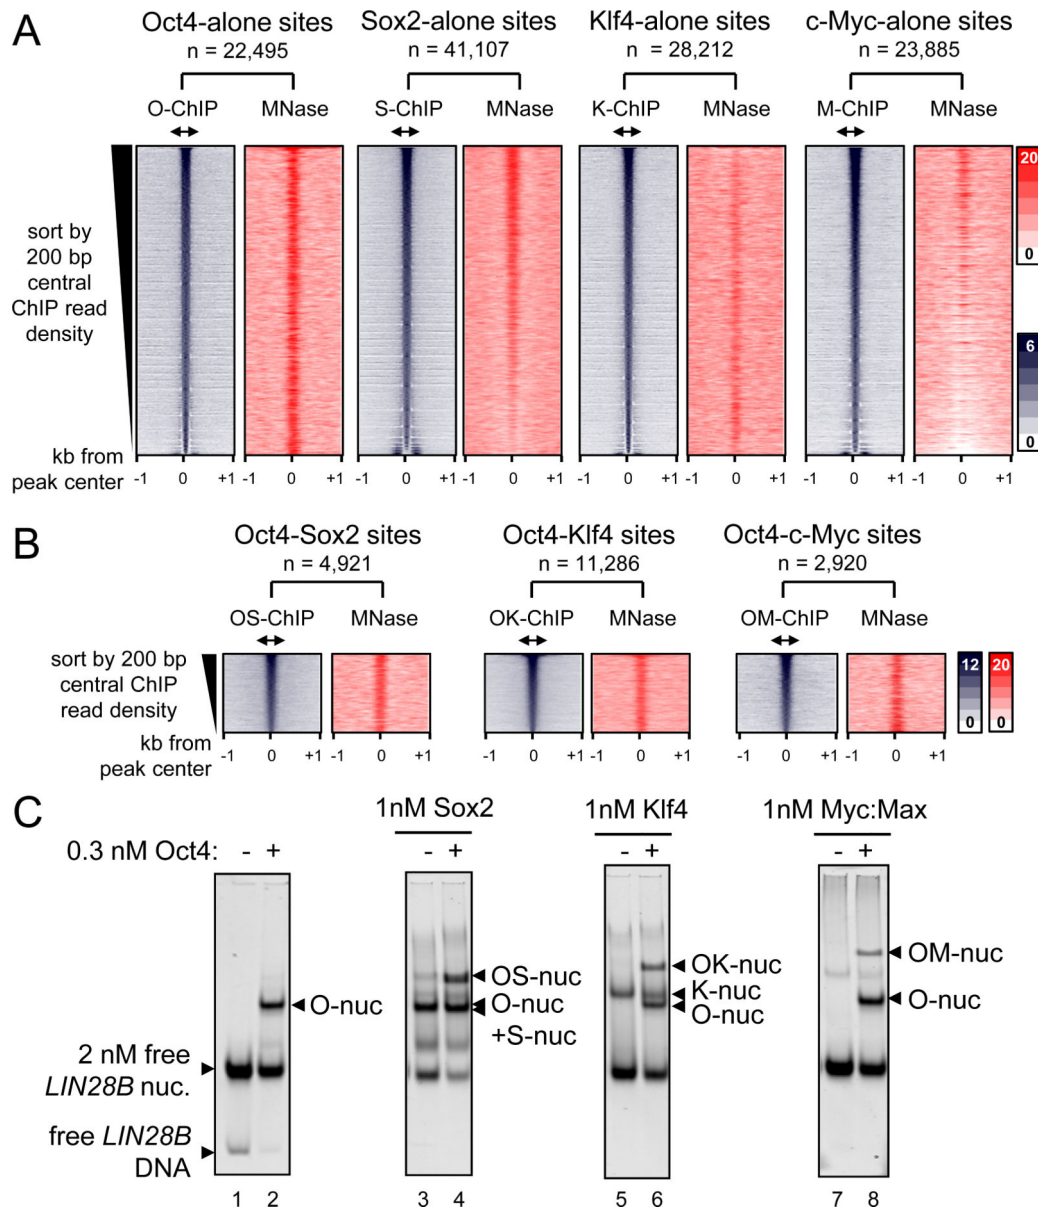 A
Oct4-alone sites
n = 22,495
Sox2-alone sites
n = 41,107
Klf4-alone sites
n = 28,212
c-Myc-alone sites
n = 23,885
O-ChIP MNase S-ChIP MNase K-ChIP MNase M-ChIP MNase
sort by
200 bp
central
ChIP read
density
20
0
6
0
kb from
peak center
-1 0 +1 -1 0 +1 -1 0 +1 -1 0 +1 -1 0 +1 -1 0 +1 -1 0 +1 -1 0 +1
B
Oct4-Sox2 sites
n = 4,921
Oct4-Klf4 sites
n = 11,286
Oct4-c-Myc sites
n = 2,920
OS-ChIP MNase OK-ChIP MNase OM-ChIP MNase
sort by 200 bp
central ChIP
read density
12 20
0 0
kb from
peak center
-1 0 +1 -1 0 +1 -1 0 +1 -1 0 +1 -1 0 +1 -1 0 +1
C
1nM Sox2 1nM Klf4 1nM Myc:Max
0.3 nM Oct4: - + - + - + - +
O-nuc
2 nM free
LIN28B nuc.
free LIN28B
DNA
OS-nuc
O-nuc
+S-nuc
OK-nuc
K-nuc
O-nuc
OM-nuc
O-nuc
1 2 3 4 5 6 7 8